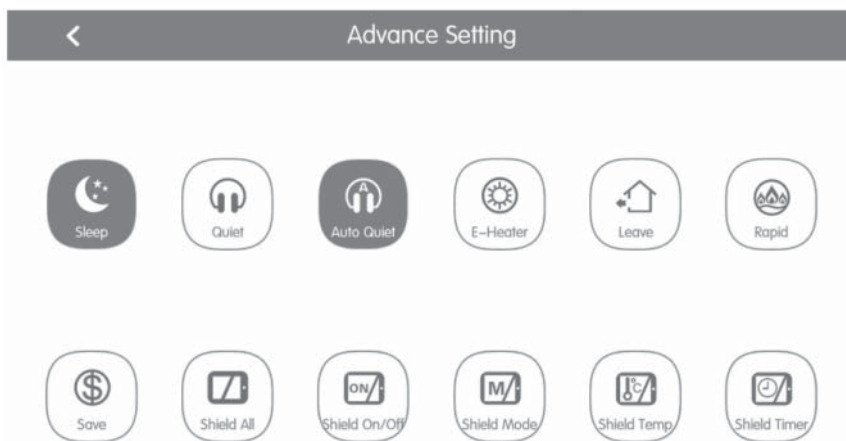 Advance Setting
Sleep Quiet Auto Quiet E-Heater Leave Rapid
Save Shield All Shield On/Off Shield Mode Shield Temp Shield Timer
A
$
ON
M
°C